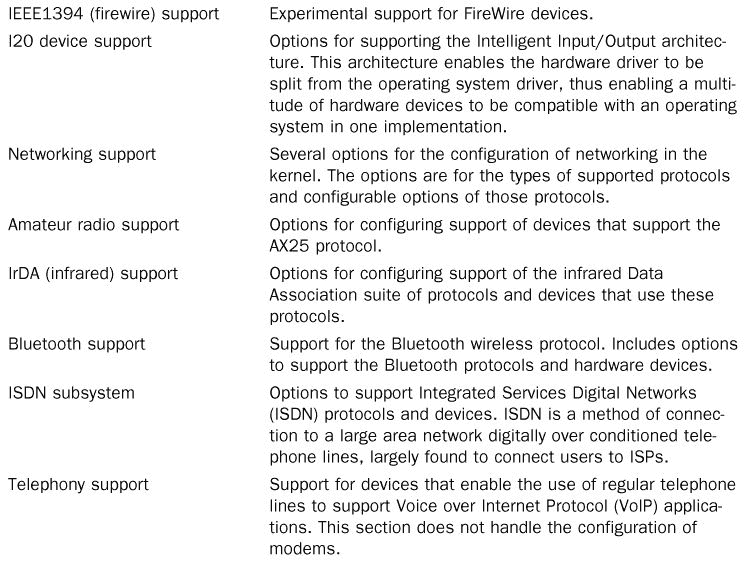 IEEE1394 (firewire) support Experimental support for FireWire devices.
I20 device support Options for supporting the Intelligent Input/Output architec-
ture. This architecture enables the hardware driver to be
split from the operating system driver, thus enabling a multi-
tude of hardware devices to be compatible with an operating
system in one implementation.
Networking support Several options for the configuration of networking in the
kernel. The options are for the types of supported protocols
and configurable options of those protocols.
Amateur radio support Options for configuring support of devices that support the
AX25 protocol.
IrDA (infrared) support Options for configuring support of the infrared Data
Association suite of protocols and devices that use these
protocols.
Bluetooth support Support for the Bluetooth wireless protocol. Includes options
to support the Bluetooth protocols and hardware devices.
ISDN subsystem Options to support Integrated Services Digital Networks
(ISDN) protocols and devices. ISDN is a method of connec-
tion to a large area network digitally over conditioned tele-
phone lines, largely found to connect users to ISPs.
Telephony support Support for devices that enable the use of regular telephone
lines to support Voice over Internet Protocol (VoIP) applica-
tions. This section does not handle the configuration of
modems.